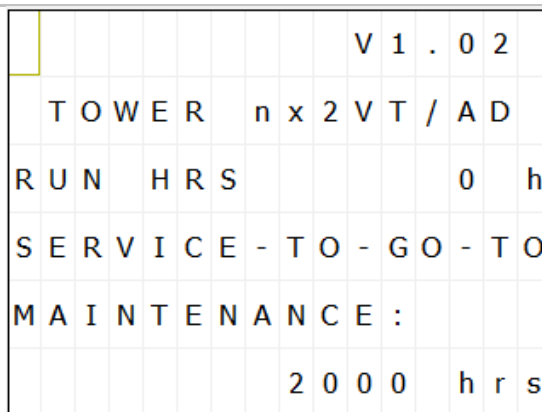 V1.02
TOWER nx2VT/AD
RUN HRS 0 h
SERVICE-TO-GO-TO
MAINTENANCE:
2000 hrs